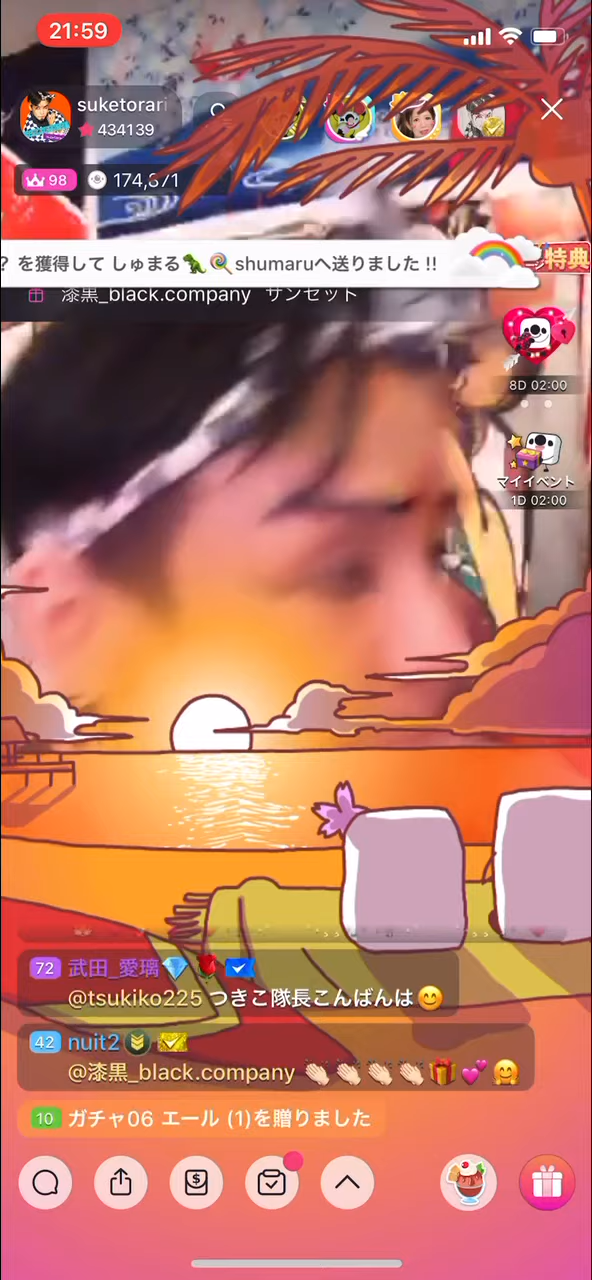 21:59
suketorari
434139
98
174,671
? を獲得して しゅまる🦖🍭shumaruへ送りました !!
特典
漆黒_black.company サンセット
8D 02:00
マイイベント
1D 02:00
72 武田_愛璃💎🌹
@tsukiko225 つきこ隊長こんばんは😊
42 nuit2
@漆黒_black.company 👏🏻👏🏻👏🏻👏🏻🎁💕🤗
10 ガチャ06 エール (1)を贈りました